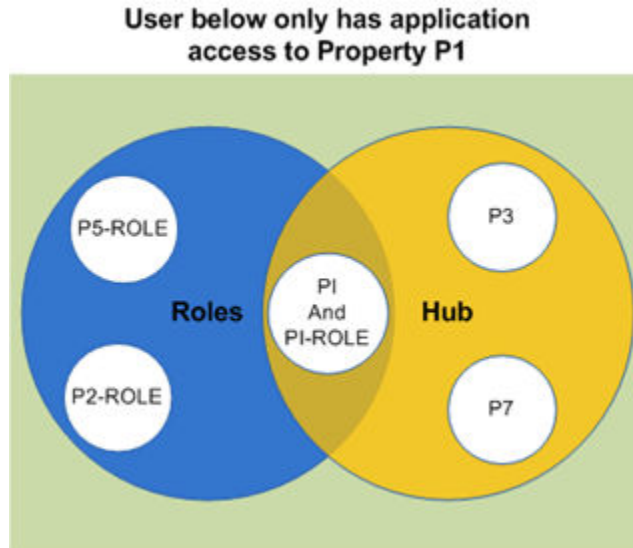 User below only has application
access to Property P1
P5-ROLE
P3
Roles
PI
And
PI-ROLE
Hub
P2-ROLE
P7